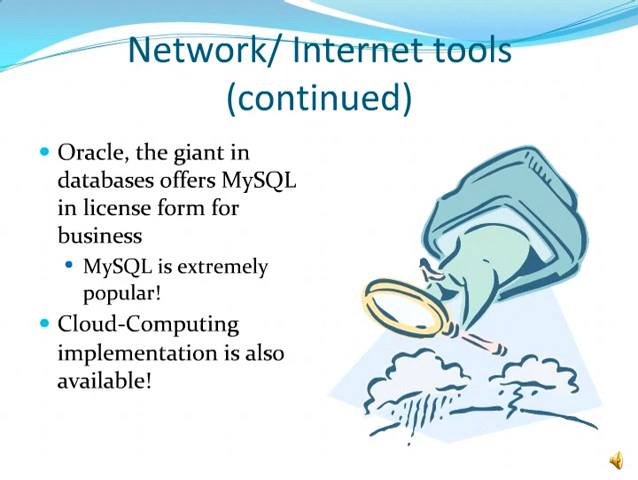 Network/ Internet tools
(continued)
Oracle, the giant in
databases offers MySQL
in license form for
business
MySQL is extremely
popular!
Cloud-Computing
implementation is also
available!